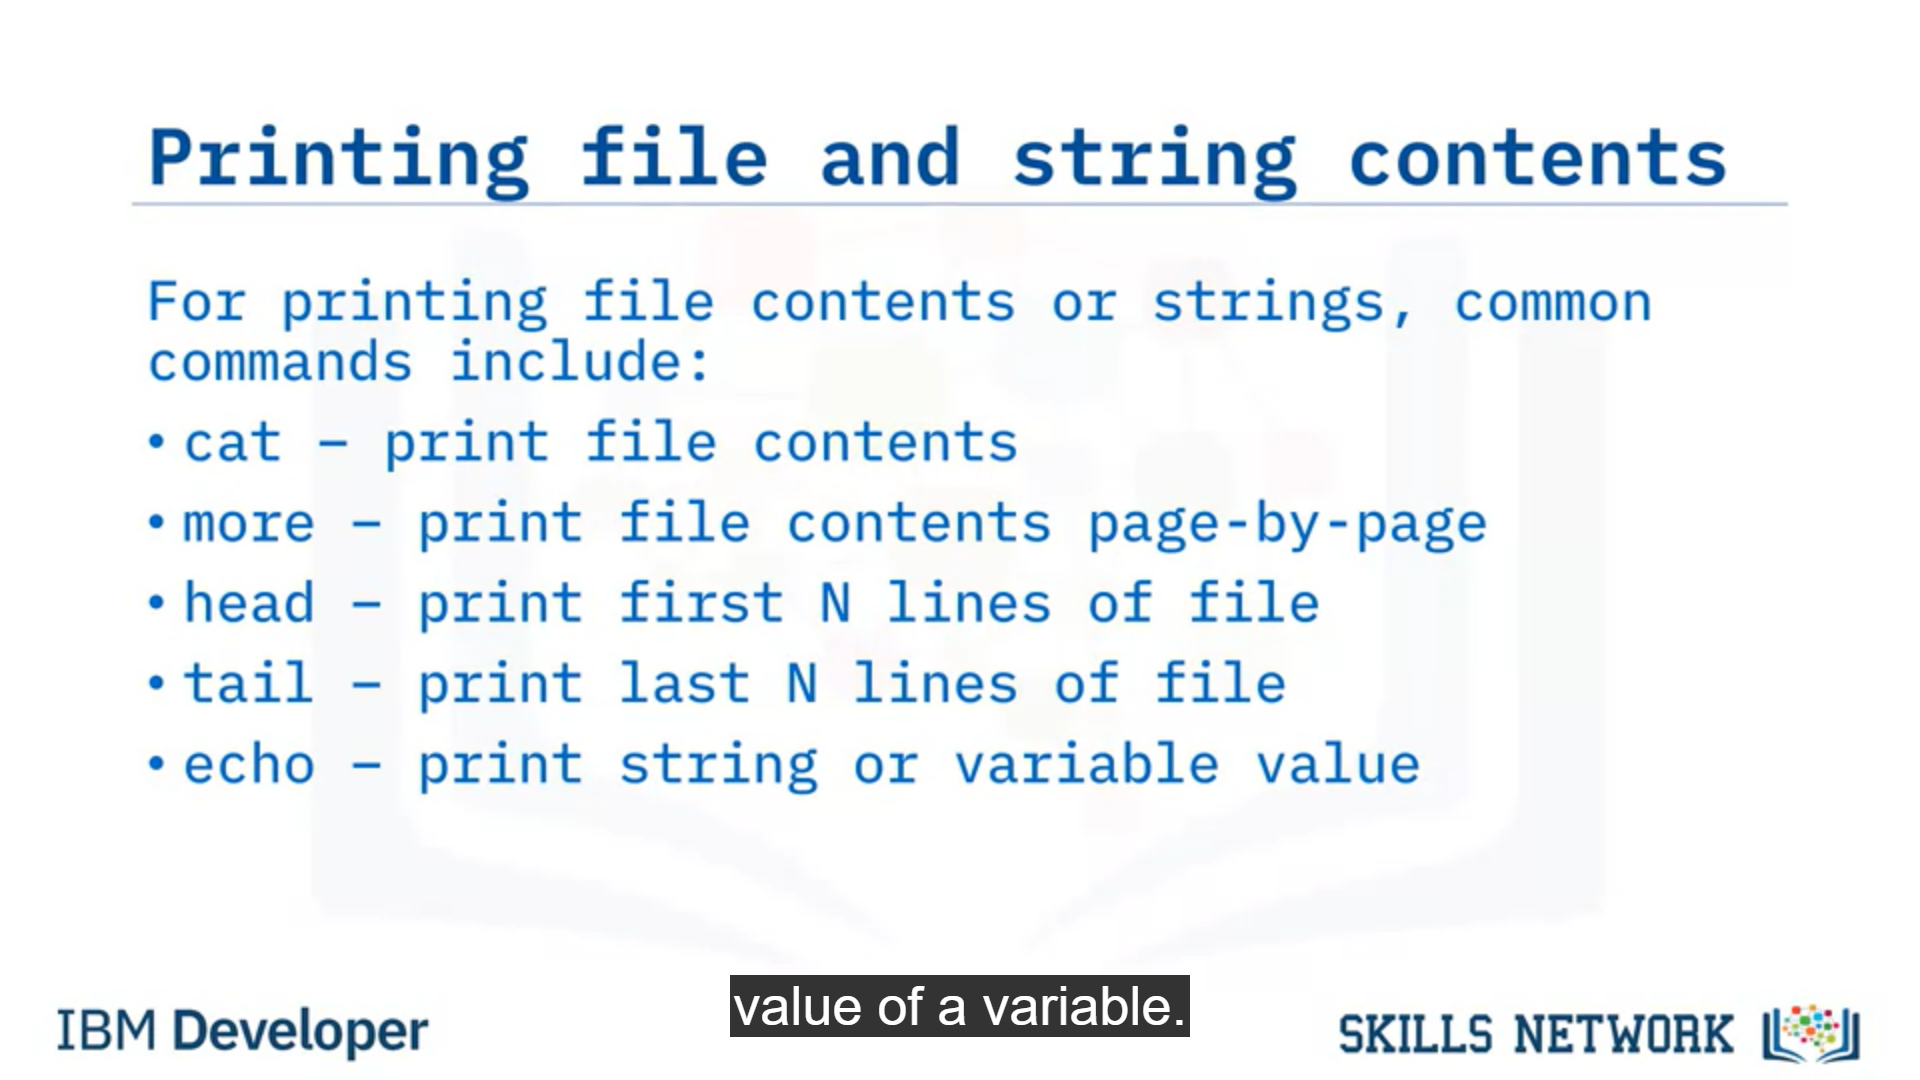 Printing file and string contents
For printing file contents or strings, common
commands include:
• cat – print file contents
• more – print file contents page-by-page
• head – print first N lines of file
• tail – print last N lines of file
• echo – print string or variable value
value of a variable.
IBM Developer
SKILLS NETWORK